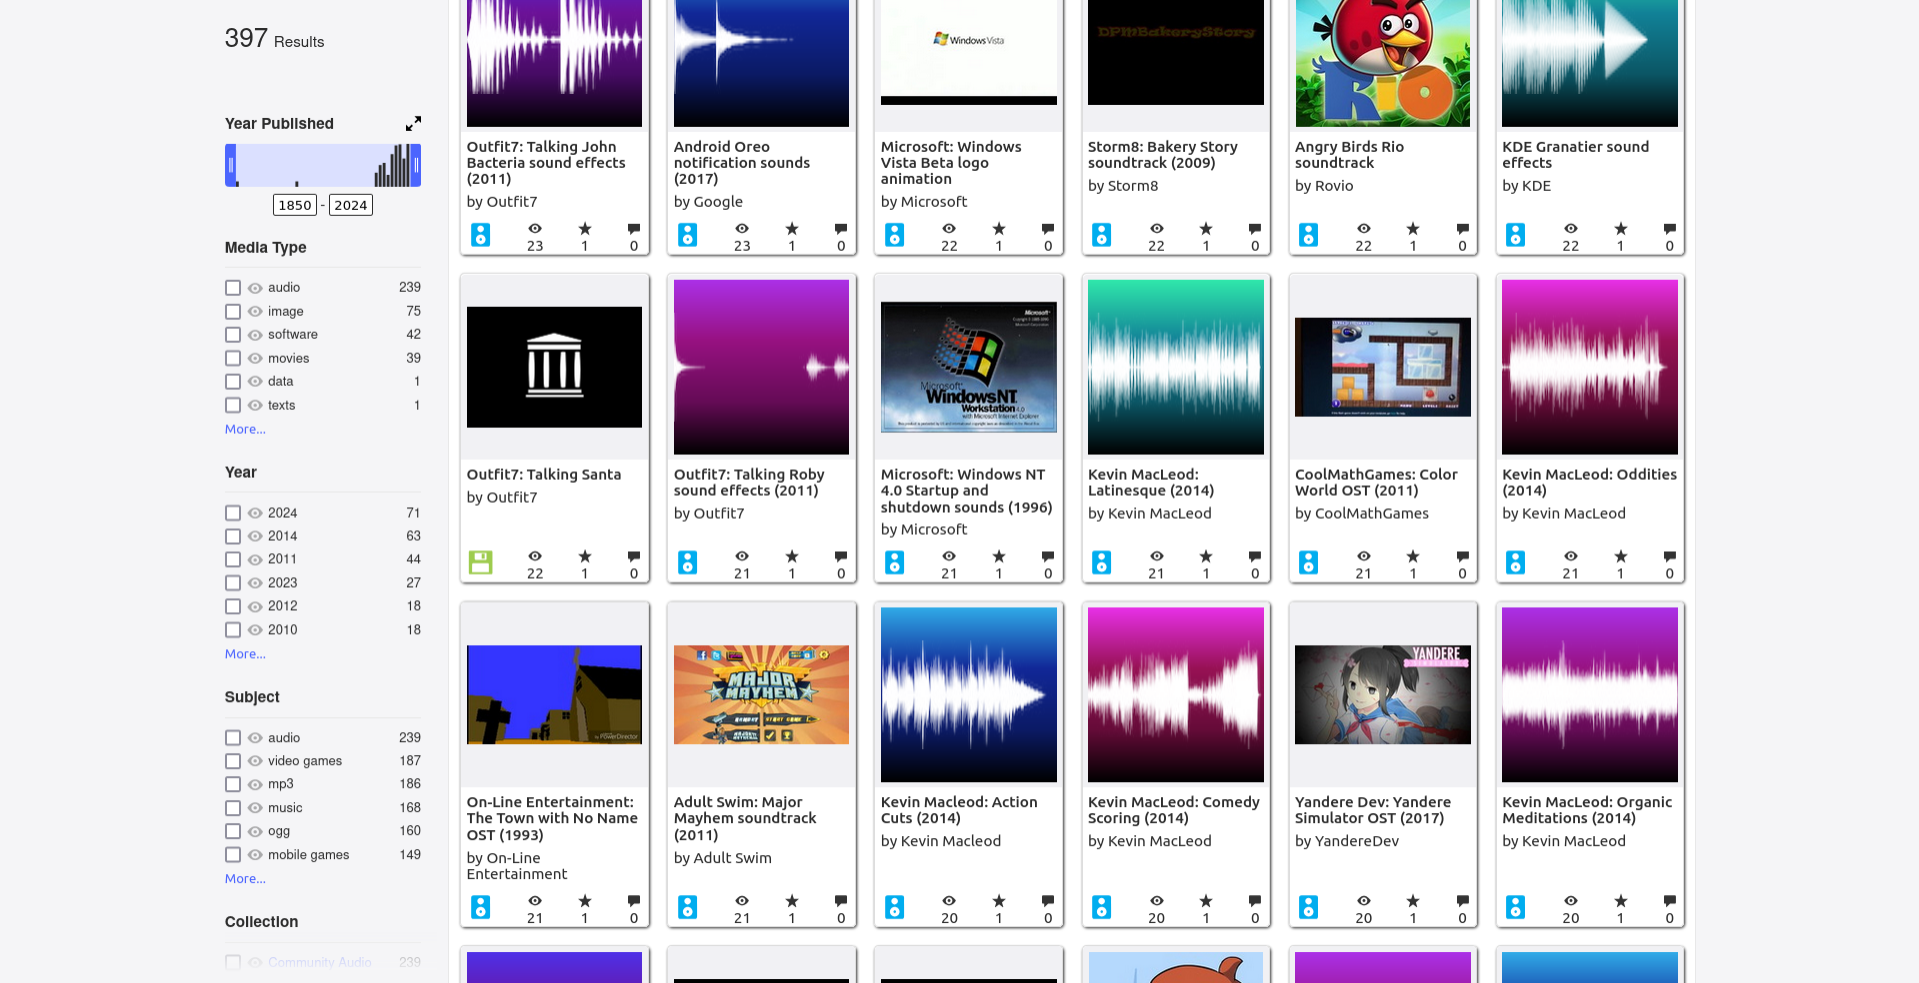 397 Results
Year Published
1850 - 2024
Media Type
audio 239
image 75
software 42
movies 39
data 1
texts 1
More...
Year
2024 71
2014 63
2011 44
2023 27
2012 18
2010 18
More...
Subject
audio 239
video games 187
mp3 186
music 168
ogg 160
mobile games 149
More...
Collection
Community Audio 239
Outfit7: Talking John
Bacteria sound effects
(2011)
by Outfit7
23 1 0
Android Oreo
notification sounds
(2017)
by Google
23 1 0
Windows Vista
Microsoft: Windows
Vista Beta logo
animation
by Microsoft
22 1 0
DPMBakeryStory
Storm8: Bakery Story
soundtrack (2009)
by Storm8
22 1 0
RIO
Angry Birds Rio
soundtrack
by Rovio
22 1 0
KDE Granatier sound
effects
by KDE
22 1 0
Outfit7: Talking Santa
by Outfit7
22 1 0
Outfit7: Talking Roby
sound effects (2011)
by Outfit7
21 1 0
Microsoft
Microsoft
Windows NT
Workstation 4.0
with Microsoft Internet Explorer
Microsoft: Windows NT
4.0 Startup and
shutdown sounds (1996)
by Microsoft
21 1 0
Kevin MacLeod:
Latinesque (2014)
by Kevin MacLeod
21 1 0
CoolMathGames: Color
World OST (2011)
by CoolMathGames
21 1 0
Kevin MacLeod: Oddities
(2014)
by Kevin MacLeod
21 1 0
by PowerDirector
On-Line Entertainment:
The Town with No Name
OST (1993)
by On-Line
Entertainment
21 1 0
MAJOR
MAYHEM
Adult Swim: Major
Mayhem soundtrack
(2011)
by Adult Swim
21 1 0
Kevin Macleod: Action
Cuts (2014)
by Kevin Macleod
20 1 0
Kevin MacLeod: Comedy
Scoring (2014)
by Kevin MacLeod
20 1 0
YANDERE
Yandere Dev: Yandere
Simulator OST (2017)
by YandereDev
20 1 0
Kevin MacLeod: Organic
Meditations (2014)
by Kevin MacLeod
20 1 0